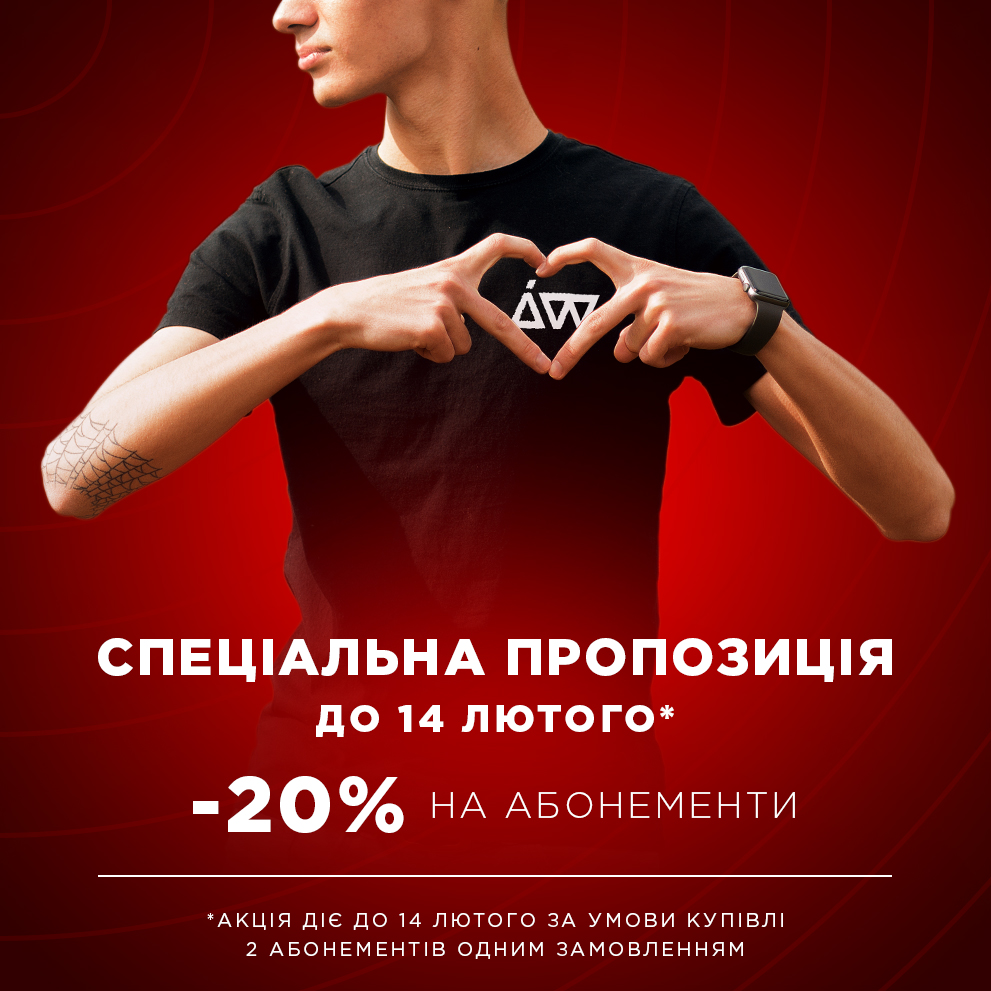 СПЕЦІАЛЬНА ПРОПОЗИЦІЯ
ДО 14 ЛЮТОГО*
-20% НА АБОНЕМЕНТИ
*АКЦІЯ ДІЄ ДО 14 ЛЮТОГО ЗА УМОВИ КУПІВЛІ
2 АБОНЕМЕНТІВ ОДНИМ ЗАМОВЛЕННЯМ